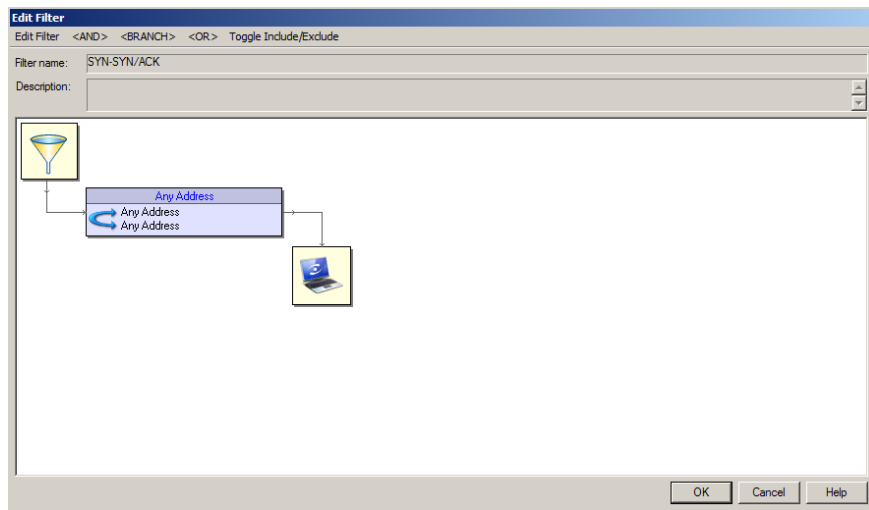 Edit Filter
Edit Filter <AND> <BRANCH> <OR> Toggle Include/Exclude
Filter name: SYN-SYN/ACK
Description:
Any Address
Any Address
Any Address
OK Cancel Help